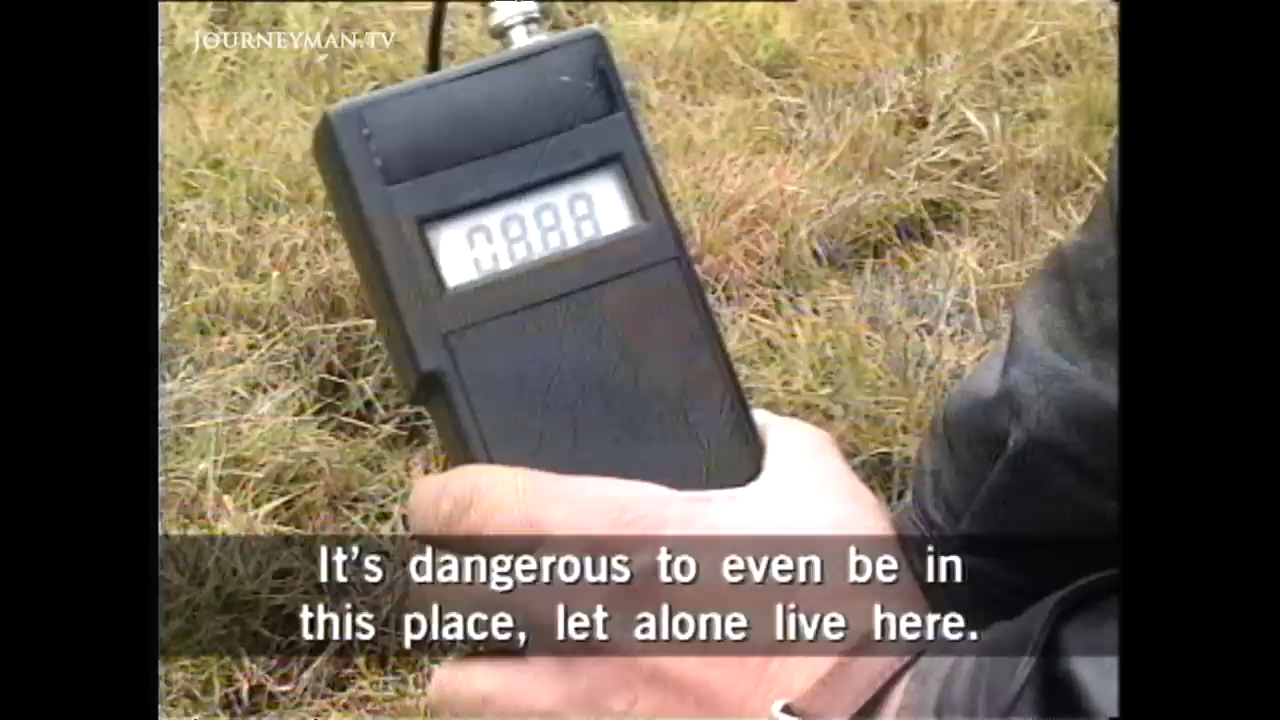 JOURNEYMAN.TV
It's dangerous to even be in
this place, let alone live here.